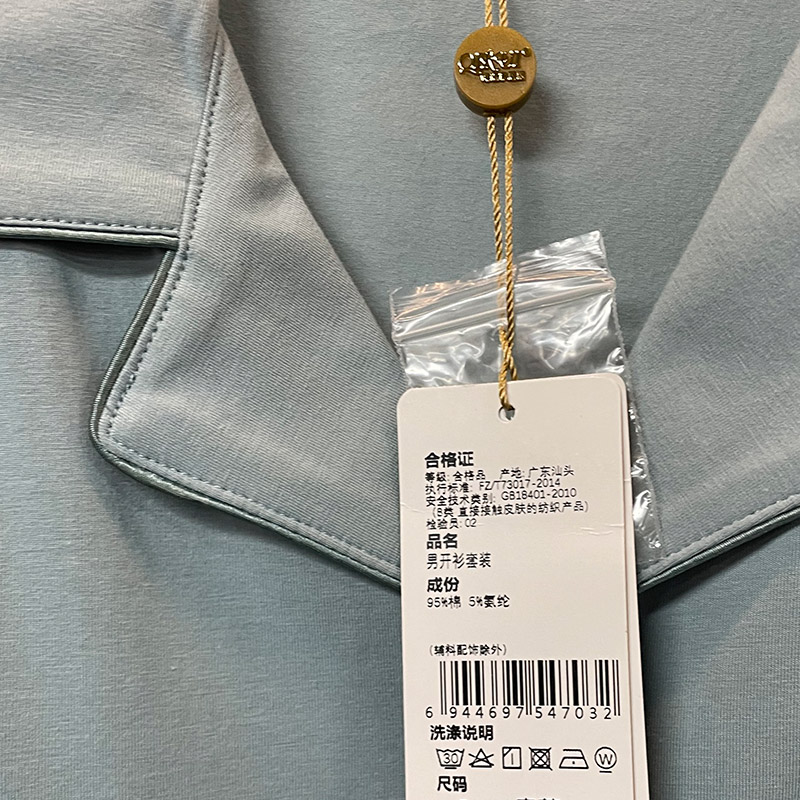 合格证
等级: 合格品 产地: 广东汕头
执行标准: FZ/T73017-2014
安全技术类别: GB18401-2010
（B类 直接接触皮肤的纺织产品）
检验员: 02
品名
男开衫套装
成份
95%棉 5%氨纶
（辅料配饰除外）
6 944697 547032
洗涤说明
30
W
尺码